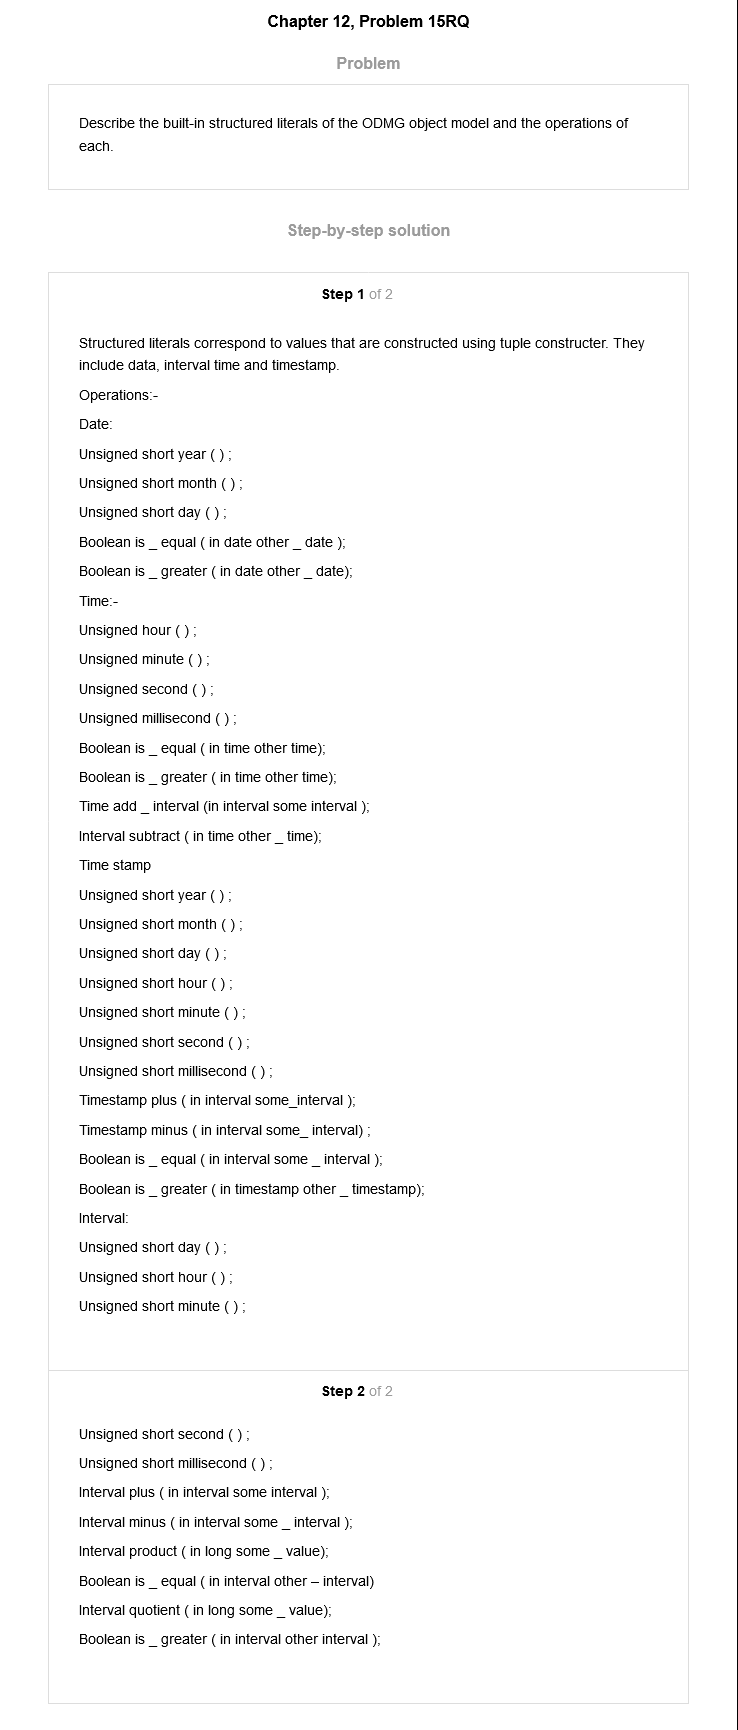 Chapter 12, Problem 15RQ
Problem
Describe the built-in structured literals of the ODMG object model and the operations of
each.
Step-by-step solution
Step 1 of 2
Structured literals correspond to values that are constructed using tuple constructer. They
include data, interval time and timestamp.
Operations:-
Date:
Unsigned short year ( ) ;
Unsigned short month ( ) ;
Unsigned short day ( ) ;
Boolean is _ equal ( in date other _ date );
Boolean is _ greater ( in date other _ date);
Time:-
Unsigned hour ( ) ;
Unsigned minute ( ) ;
Unsigned second ( ) ;
Unsigned millisecond ( ) ;
Boolean is _ equal ( in time other time);
Boolean is _ greater ( in time other time);
Time add _ interval (in interval some interval );
Interval subtract ( in time other _ time);
Time stamp
Unsigned short year ( ) ;
Unsigned short month ( ) ;
Unsigned short day ( ) ;
Unsigned short hour ( ) ;
Unsigned short minute ( ) ;
Unsigned short second ( ) ;
Unsigned short millisecond ( ) ;
Timestamp plus ( in interval some_interval );
Timestamp minus ( in interval some_ interval) ;
Boolean is _ equal ( in interval some _ interval );
Boolean is _ greater ( in timestamp other _ timestamp);
Interval:
Unsigned short day ( ) ;
Unsigned short hour ( ) ;
Unsigned short minute ( ) ;
Step 2 of 2
Unsigned short second ( ) ;
Unsigned short millisecond ( ) ;
Interval plus ( in interval some interval );
Interval minus ( in interval some _ interval );
Interval product ( in long some _ value);
Boolean is _ equal ( in interval other – interval)
Interval quotient ( in long some _ value);
Boolean is _ greater ( in interval other interval );